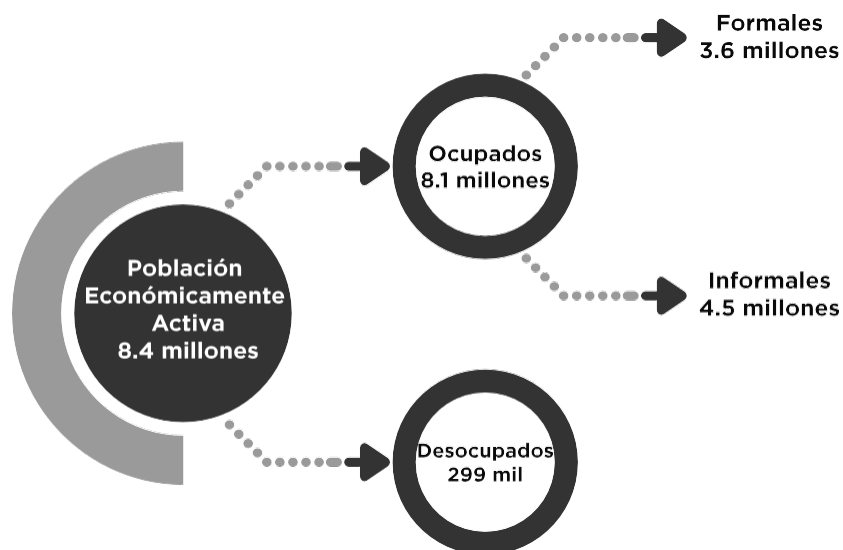 Formales
3.6 millones
Ocupados
8.1 millones
Población
Económicamente
Activa
8.4 millones
Informales
4.5 millones
Desocupados
299 mil